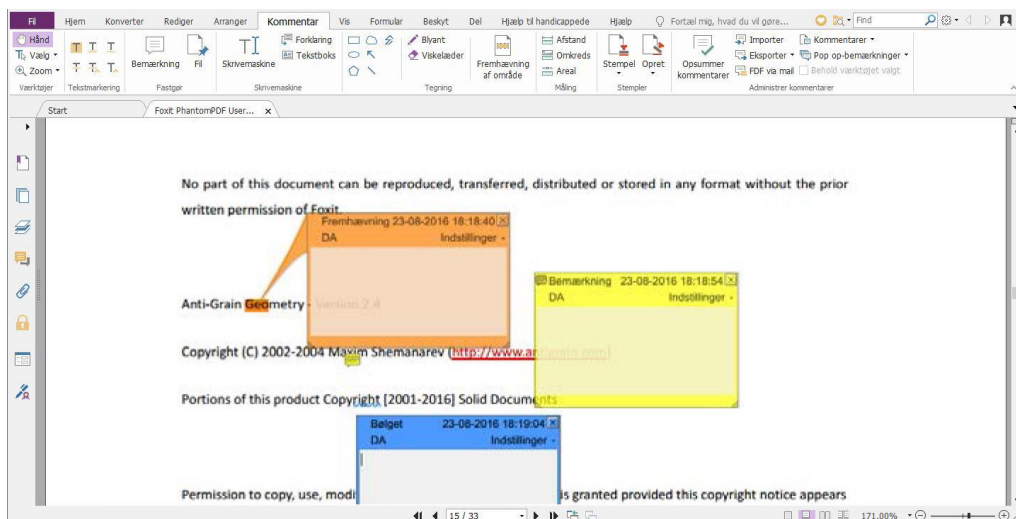 Fil Hjem Konverter Rediger Arranger Kommentar Vis Formular Beskyt Del Hjælp til handicappede Hjælp Fortæl mig, hvad du vil gøre... Find
Hånd
Vælg
Zoom
Værktøjer
T T T
T T T
Tekstmarkering
Bemærkning Fil
Fastgør
Skrivemaskine
Forklaring
Tekstboks
Skrivemaskine
Blyant
Viskelæder
Fremhævning
af område
Tegning
Afstand
Omkreds
Areal
Måling
Stempel Opret
Stempler
Opsummer
kommentarer
Importer
Eksporter
FDF via mail
Kommentarer
Pop op-bemærkninger
Behold værktøjet valgt
Administrer kommentarer
Start Foxit PhantomPDF User... x
No part of this document can be reproduced, transferred, distributed or stored in any format without the prior
written permission of Foxit.
Fremhævning 23-08-2016 18:18:40
DA Indstillinger
Bemærkning 23-08-2016 18:18:54
DA Indstillinger
Anti-Grain Geometry - Version 2.4
Copyright (C) 2002-2004 Maxim Shemanarev (http://www.antigrain.com)
Portions of this product Copyright [2001-2016] Solid Documents
Bølget 23-08-2016 18:19:04
DA Indstillinger
Permission to copy, use, modi is granted provided this copyright notice appears
15 / 33 171.00%